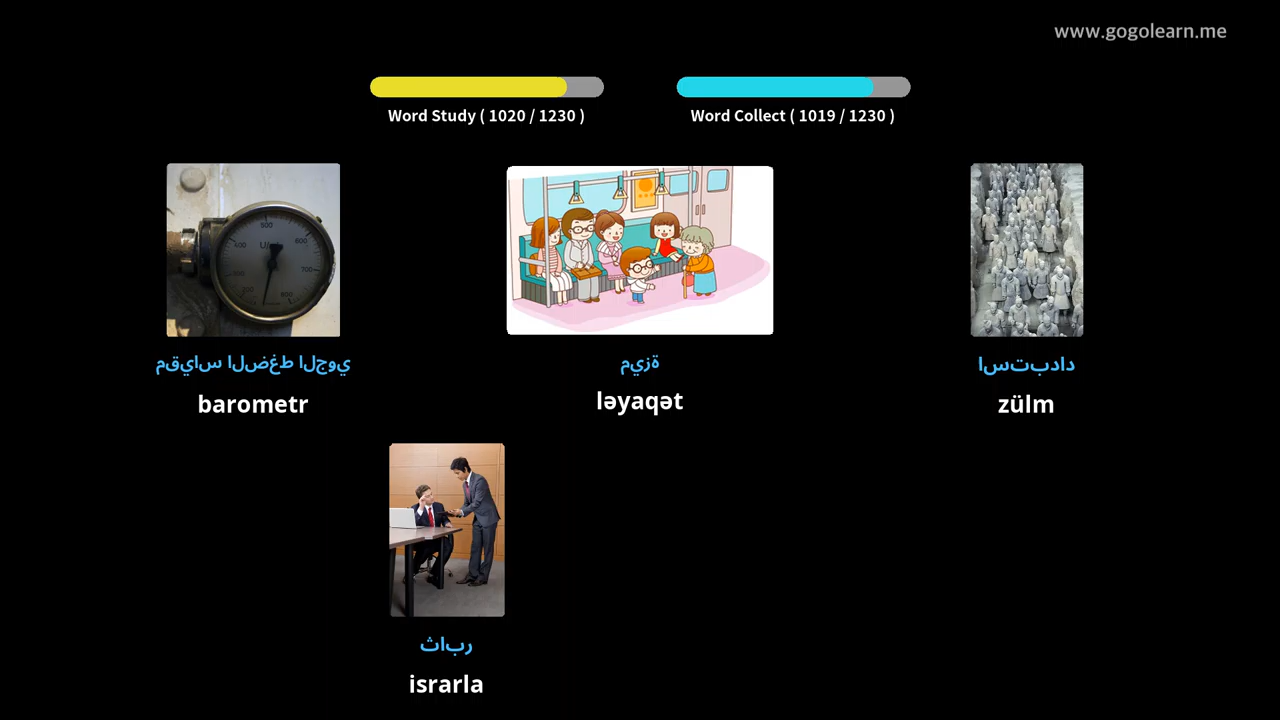 www.gogolearn.me
Word Study ( 1020 / 1230 )
Word Collect ( 1019 / 1230 )
مقياس الضغط الجوي
barometr
ميزة
ləyaqət
استبداد
zülm
ثابر
israrla